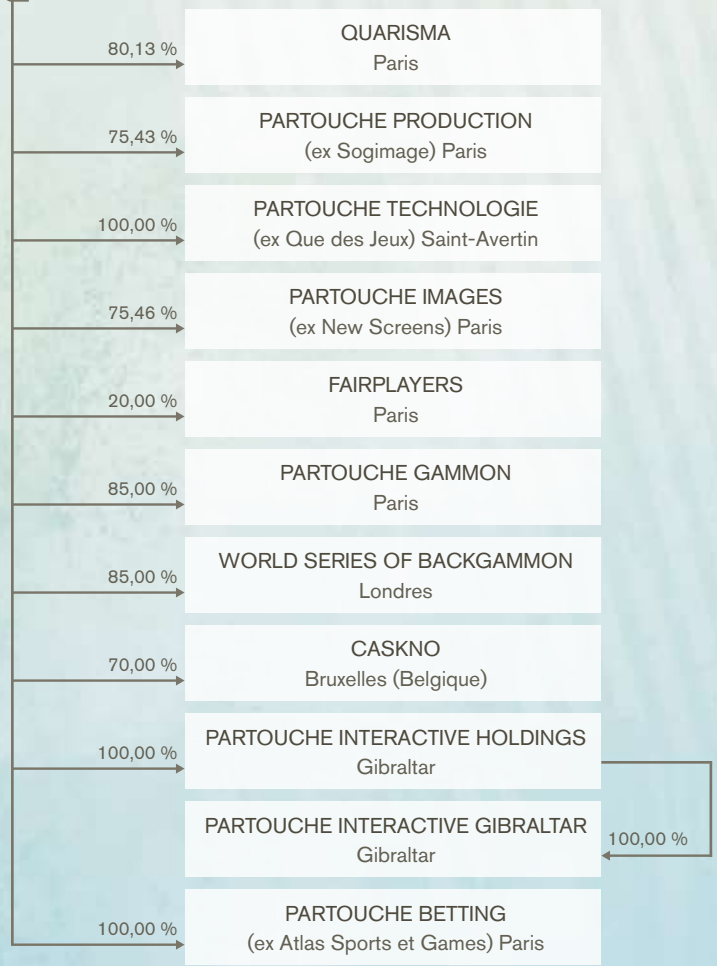 80,13 %
QUARISMA
Paris
75,43 %
PARTOUCHE PRODUCTION
(ex Sogimage) Paris
100,00 %
PARTOUCHE TECHNOLOGIE
(ex Que des Jeux) Saint-Avertin
75,46 %
PARTOUCHE IMAGES
(ex New Screens) Paris
20,00 %
FAIRPLAYERS
Paris
85,00 %
PARTOUCHE GAMMON
Paris
85,00 %
WORLD SERIES OF BACKGAMMON
Londres
70,00 %
CASKNO
Bruxelles (Belgique)
100,00 %
PARTOUCHE INTERACTIVE HOLDINGS
Gibraltar
PARTOUCHE INTERACTIVE GIBRALTAR
Gibraltar
100,00 %
100,00 %
PARTOUCHE BETTING
(ex Atlas Sports et Games) Paris